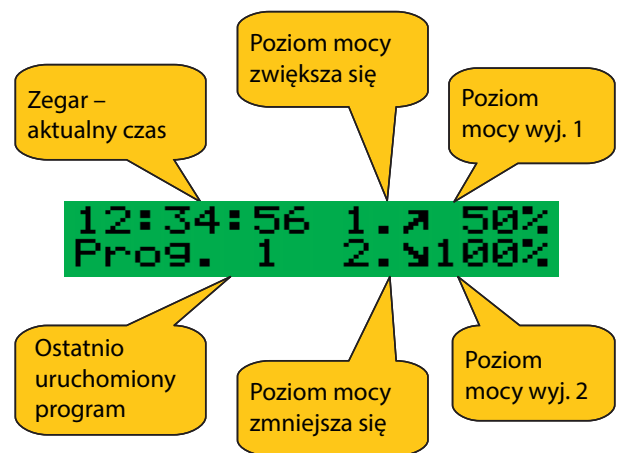 Poziom mocy
zwiększa się
Zegar –
aktualny czas
Poziom
mocy wyj. 1
12:34:56 1.↗ 50%
Prog. 1 2.↘100%
Ostatnio
uruchomiony
program
Poziom mocy
zmniejsza się
Poziom
mocy wyj. 2